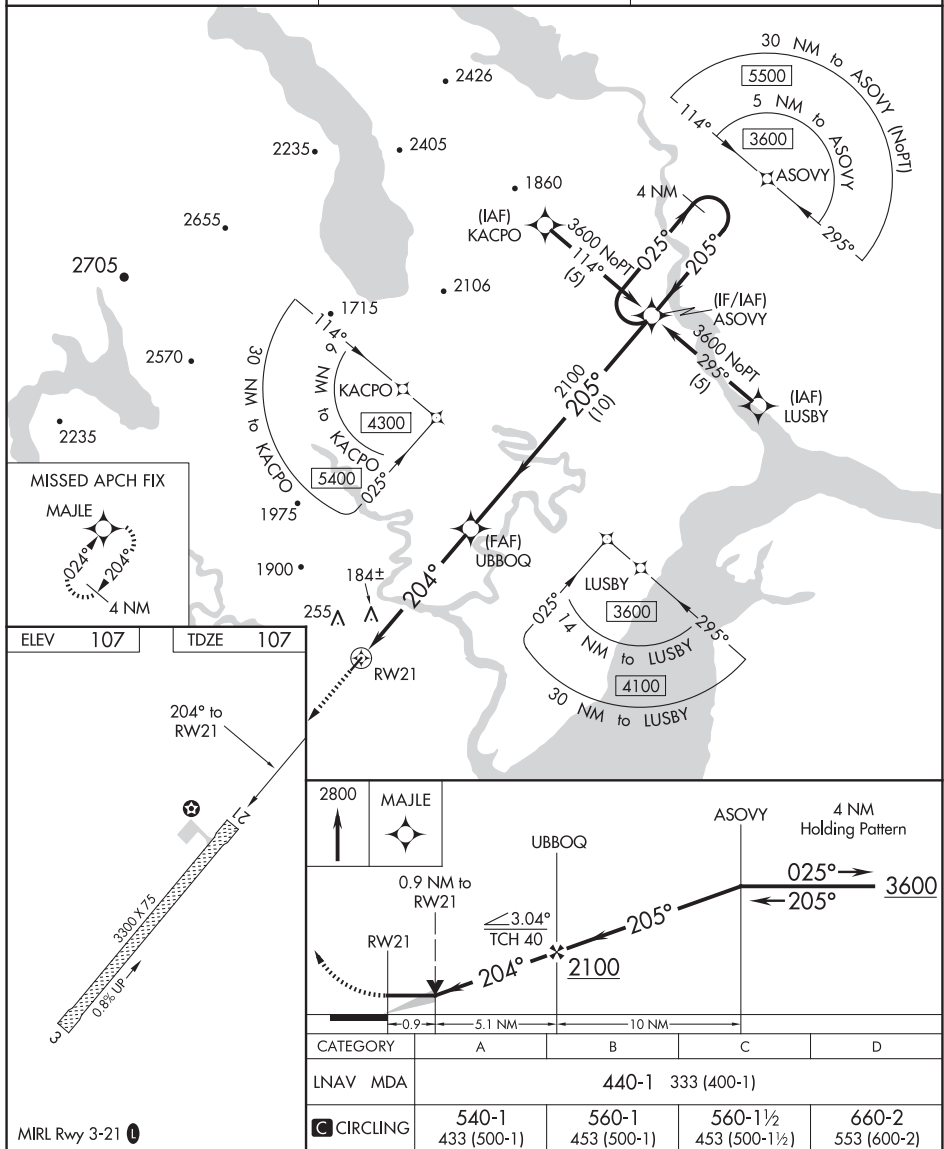 30 NM to ASOVY (NoPT)
5500
5 NM to ASOVY
3600
114°
ASOVY
295°
2426
2235
2405
1860
4 NM
(IAF)
KACPO
3600 NoPT
114°
(5)
025°
205°
2655
2705
2106
(IF/IAF)
ASOVY
1715
3600 NoPT
295°
(5)
(IAF)
LUSBY
2570
114°
30 NM to KACPO
6 NM to KACPO
KACPO
4300
5400
025°
2100
205°
(10)
2235
MISSED APCH FIX
MAJLE
024°
204°
4 NM
1975
(FAF)
UBBOQ
1900
184±
255
204°
RW21
LUSBY
3600
025°
14 NM to LUSBY
295°
4100
30 NM to LUSBY
ELEV 107
TDZE 107
204° to
RW21
21
3300 X 75
0.8% UP
3
MIRL Rwy 3-21 L
2800
MAJLE
UBBOQ
ASOVY
4 NM
Holding Pattern
025°
205°
3600
0.9 NM to
RW21
3.04°
TCH 40
205°
RW21
204°
2100
0.9
5.1 NM
10 NM
CATEGORY A B C D
LNAV MDA 440-1 333 (400-1)
C CIRCLING 540-1 560-1 560-1½ 660-2
433 (500-1) 453 (500-1) 453 (500-1½) 553 (600-2)